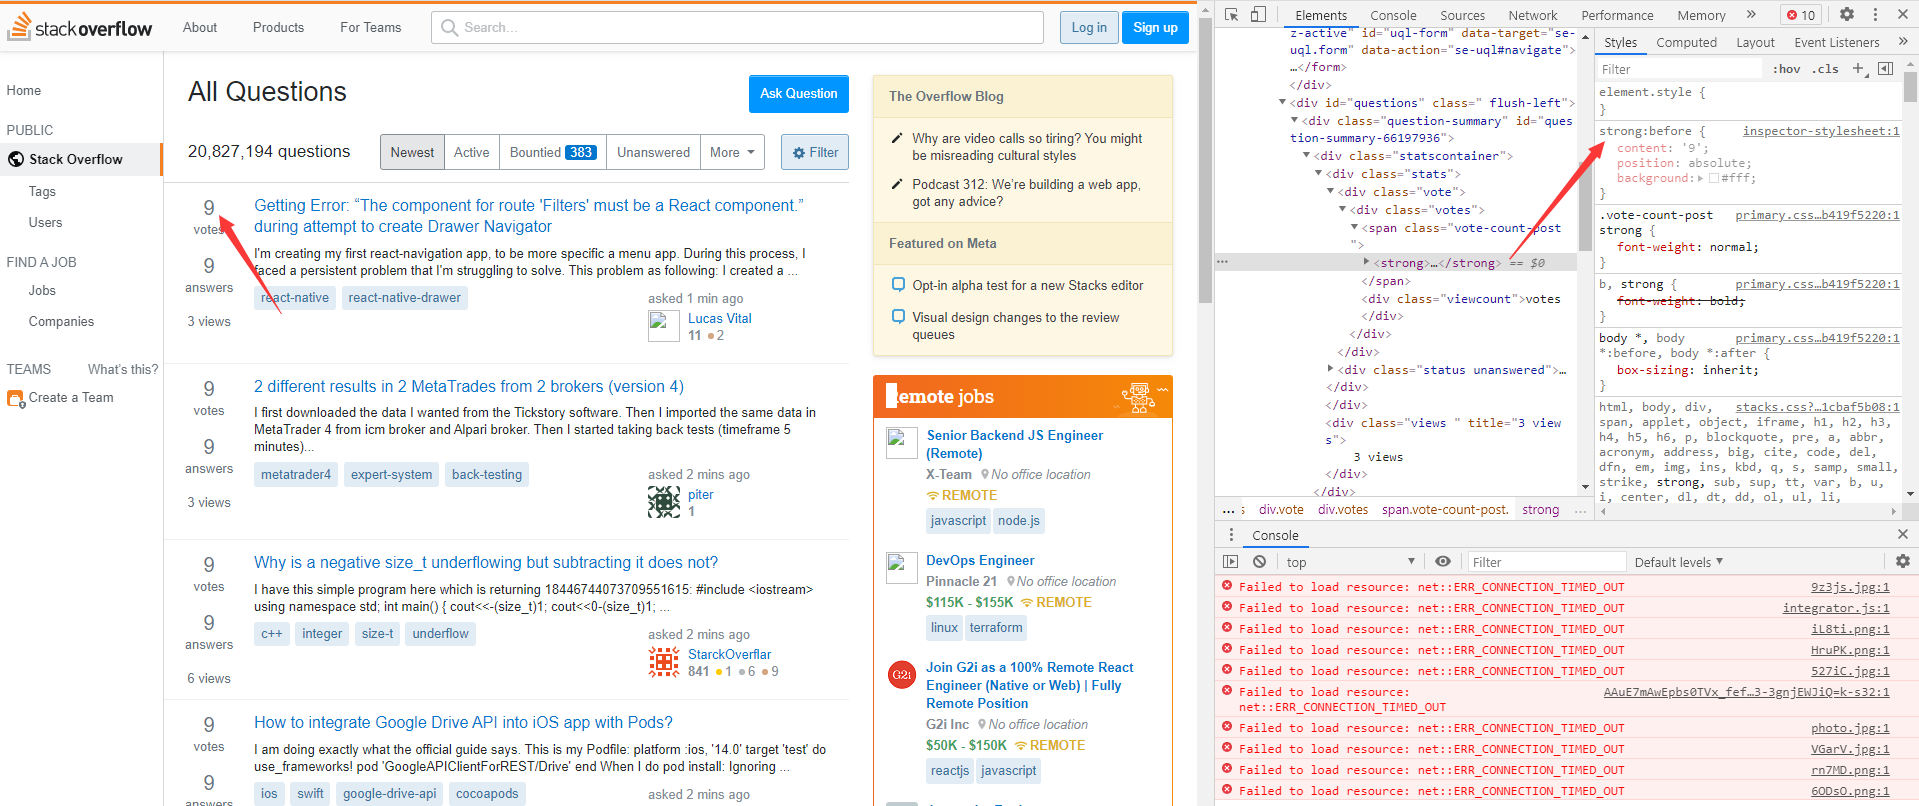 stackoverflow
About
Products
For Teams
Search...
Log in
Sign up
Home
PUBLIC
Stack Overflow
Tags
Users
FIND A JOB
Jobs
Companies
TEAMS
What's this?
Create a Team
All Questions
Ask Question
20,827,194 questions
Newest
Active
Bountied 383
Unanswered
More
Filter
9
votes
9
answers
3 views
Getting Error: “The component for route 'Filters' must be a React component.”
during attempt to create Drawer Navigator
I'm creating my first react-navigation app, to be more specific a menu app. During this process, I
faced a persistent problem that I'm struggling to solve. This problem as following: I created a ...
react-native
react-native-drawer
asked 1 min ago
Lucas Vital
11 2
9
votes
9
answers
3 views
2 different results in 2 MetaTrades from 2 brokers (version 4)
I first downloaded the data I wanted from the Tickstory software. Then I imported the same data in
MetaTrader 4 from icm broker and Alpari broker. Then I started taking back tests (timeframe 5
minutes)...
metatrader4
expert-system
back-testing
asked 2 mins ago
piter
1
9
votes
9
answers
6 views
Why is a negative size_t underflowing but subtracting it does not?
I have this simple program here which is returning 18446744073709551615: #include <iostream>
using namespace std; int main() { cout<<-(size_t)1; cout<<0-(size_t)1; ...
c++
integer
size-t
underflow
asked 2 mins ago
StarckOverflar
841 1 6 9
9
votes
9
answers
How to integrate Google Drive API into iOS app with Pods?
I am doing exactly what the official guide says. This is my Podfile: platform :ios, '14.0' target 'test' do
use_frameworks! pod 'GoogleAPIClientForREST/Drive' end When I do pod install: Ignoring ...
ios
swift
google-drive-api
cocoapods
asked 2 mins ago
The Overflow Blog
Why are video calls so tiring? You might
be misreading cultural styles
Podcast 312: We're building a web app,
got any advice?
Featured on Meta
Opt-in alpha test for a new Stacks editor
Visual design changes to the review
queues
Remote jobs
Senior Backend JS Engineer
(Remote)
X-Team No office location
REMOTE
javascript
node.js
DevOps Engineer
Pinnacle 21 No office location
$115K - $155K REMOTE
linux
terraform
G2i
Join G2i as a 100% Remote React
Engineer (Native or Web) | Fully
Remote Position
G2i Inc No office location
$50K - $150K REMOTE
reactjs
javascript
Elements
Console
Sources
Network
Performance
Memory
»
10
z-active" id="uql-form" data-target="se-
uql.form" data-action="se-uql#navigate">
…</form>
</div>
<div id="questions" class=" flush-left">
<div class="question-summary" id="que
stion-summary-66197936">
<div class="statscontainer">
<div class="stats">
<div class="vote">
<div class="votes">
<span class="vote-count-post
">
<strong>…</strong> == $0
</span>
<div class="viewcount">votes
</div>
</div>
</div>
<div class="status unanswered">…
</div>
</div>
<div class="views " title="3 view
s">
3 views
</div>
</div>
... s div.vote div.votes span.vote-count-post. strong ...
Styles
Computed
Layout
Event Listeners
»
Filter
:hov .cls +
element.style {
}
strong:before { inspector-stylesheet:1
content: '9';
position: absolute;
background: #fff;
}
.vote-count-post primary.css…b419f5220:1
strong {
font-weight: normal;
}
b, strong { primary.css…b419f5220:1
font-weight: bold;
}
body *, body primary.css…b419f5220:1
*:before, body *:after {
box-sizing: inherit;
}
html, body, div, stacks.css?…1cbaf5b08:1
span, applet, object, iframe, h1, h2, h3,
h4, h5, h6, p, blockquote, pre, a, abbr,
acronym, address, big, cite, code, del,
dfn, em, img, ins, kbd, q, s, samp, small,
strike, strong, sub, sup, tt, var, b, u,
i, center, dl, dt, dd, ol, ul, li,
Console
top
Filter
Default levels
Failed to load resource: net::ERR_CONNECTION_TIMED_OUT 9z3js.jpg:1
Failed to load resource: net::ERR_CONNECTION_TIMED_OUT integrator.js:1
Failed to load resource: net::ERR_CONNECTION_TIMED_OUT iL8ti.png:1
Failed to load resource: net::ERR_CONNECTION_TIMED_OUT HruPK.png:1
Failed to load resource: net::ERR_CONNECTION_TIMED_OUT 527iC.jpg:1
Failed to load resource: AAuE7mAwEpbs0TVx_fef…3-3gnjEWJiQ=k-s32:1
net::ERR_CONNECTION_TIMED_OUT
Failed to load resource: net::ERR_CONNECTION_TIMED_OUT photo.jpg:1
Failed to load resource: net::ERR_CONNECTION_TIMED_OUT VGarV.jpg:1
Failed to load resource: net::ERR_CONNECTION_TIMED_OUT rn7MD.png:1
Failed to load resource: net::ERR_CONNECTION_TIMED_OUT 6ODsO.png:1